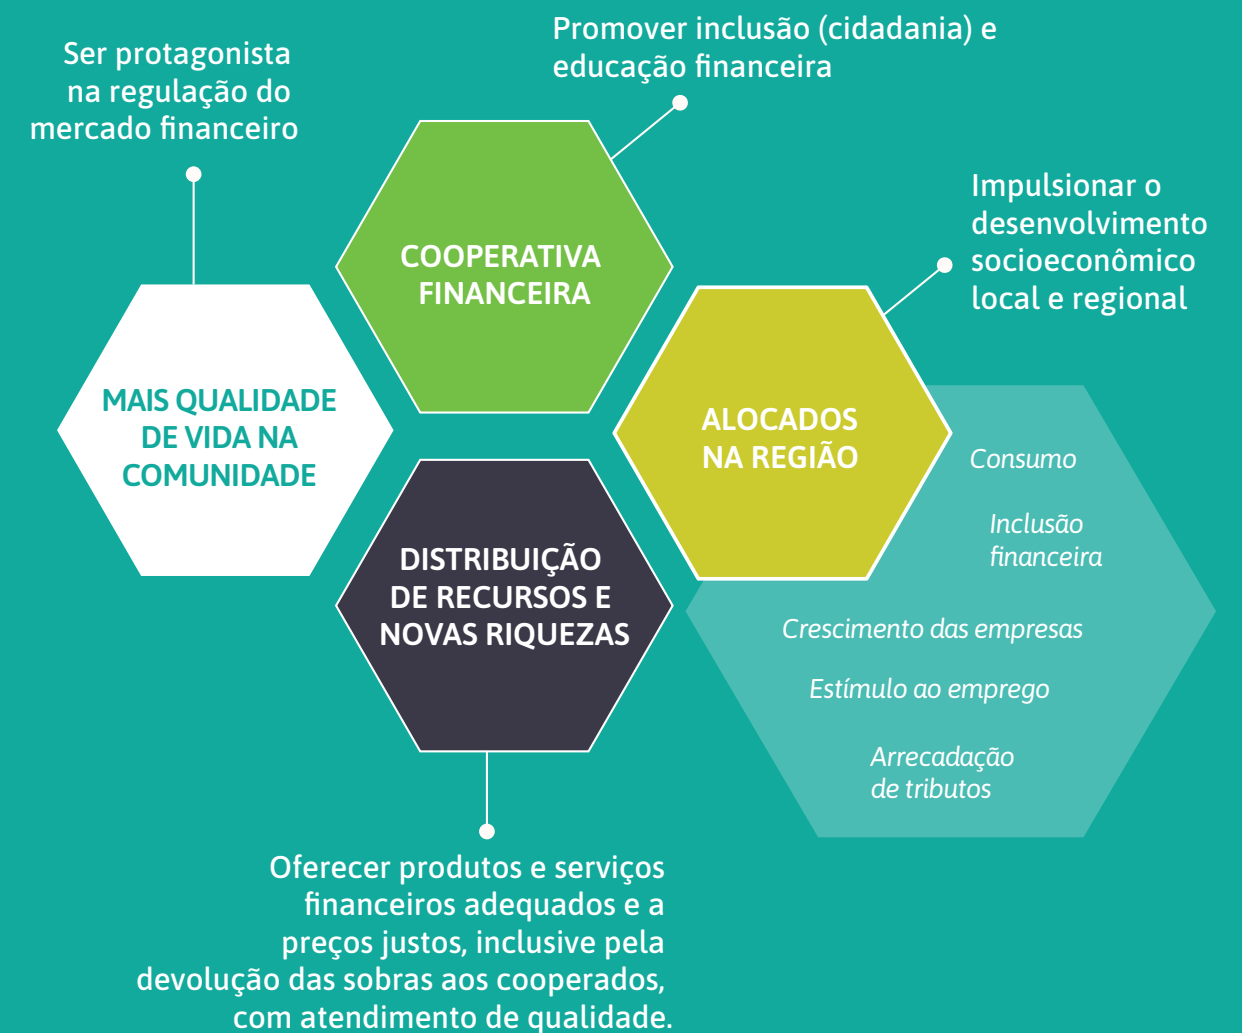 Ser protagonista
na regulação do
mercado financeiro
Promover inclusão (cidadania) e
educação financeira
Impulsionar o
desenvolvimento
socioeconômico
local e regional
COOPERATIVA
FINANCEIRA
MAIS QUALIDADE
DE VIDA NA
COMUNIDADE
ALOCADOS
NA REGIÃO
Consumo
Inclusão
financeira
Crescimento das empresas
Estímulo ao emprego
Arrecadação
de tributos
DISTRIBUIÇÃO
DE RECURSOS E
NOVAS RIQUEZAS
Oferecer produtos e serviços
financeiros adequados e a
preços justos, inclusive pela
devolução das sobras aos cooperados,
com atendimento de qualidade.